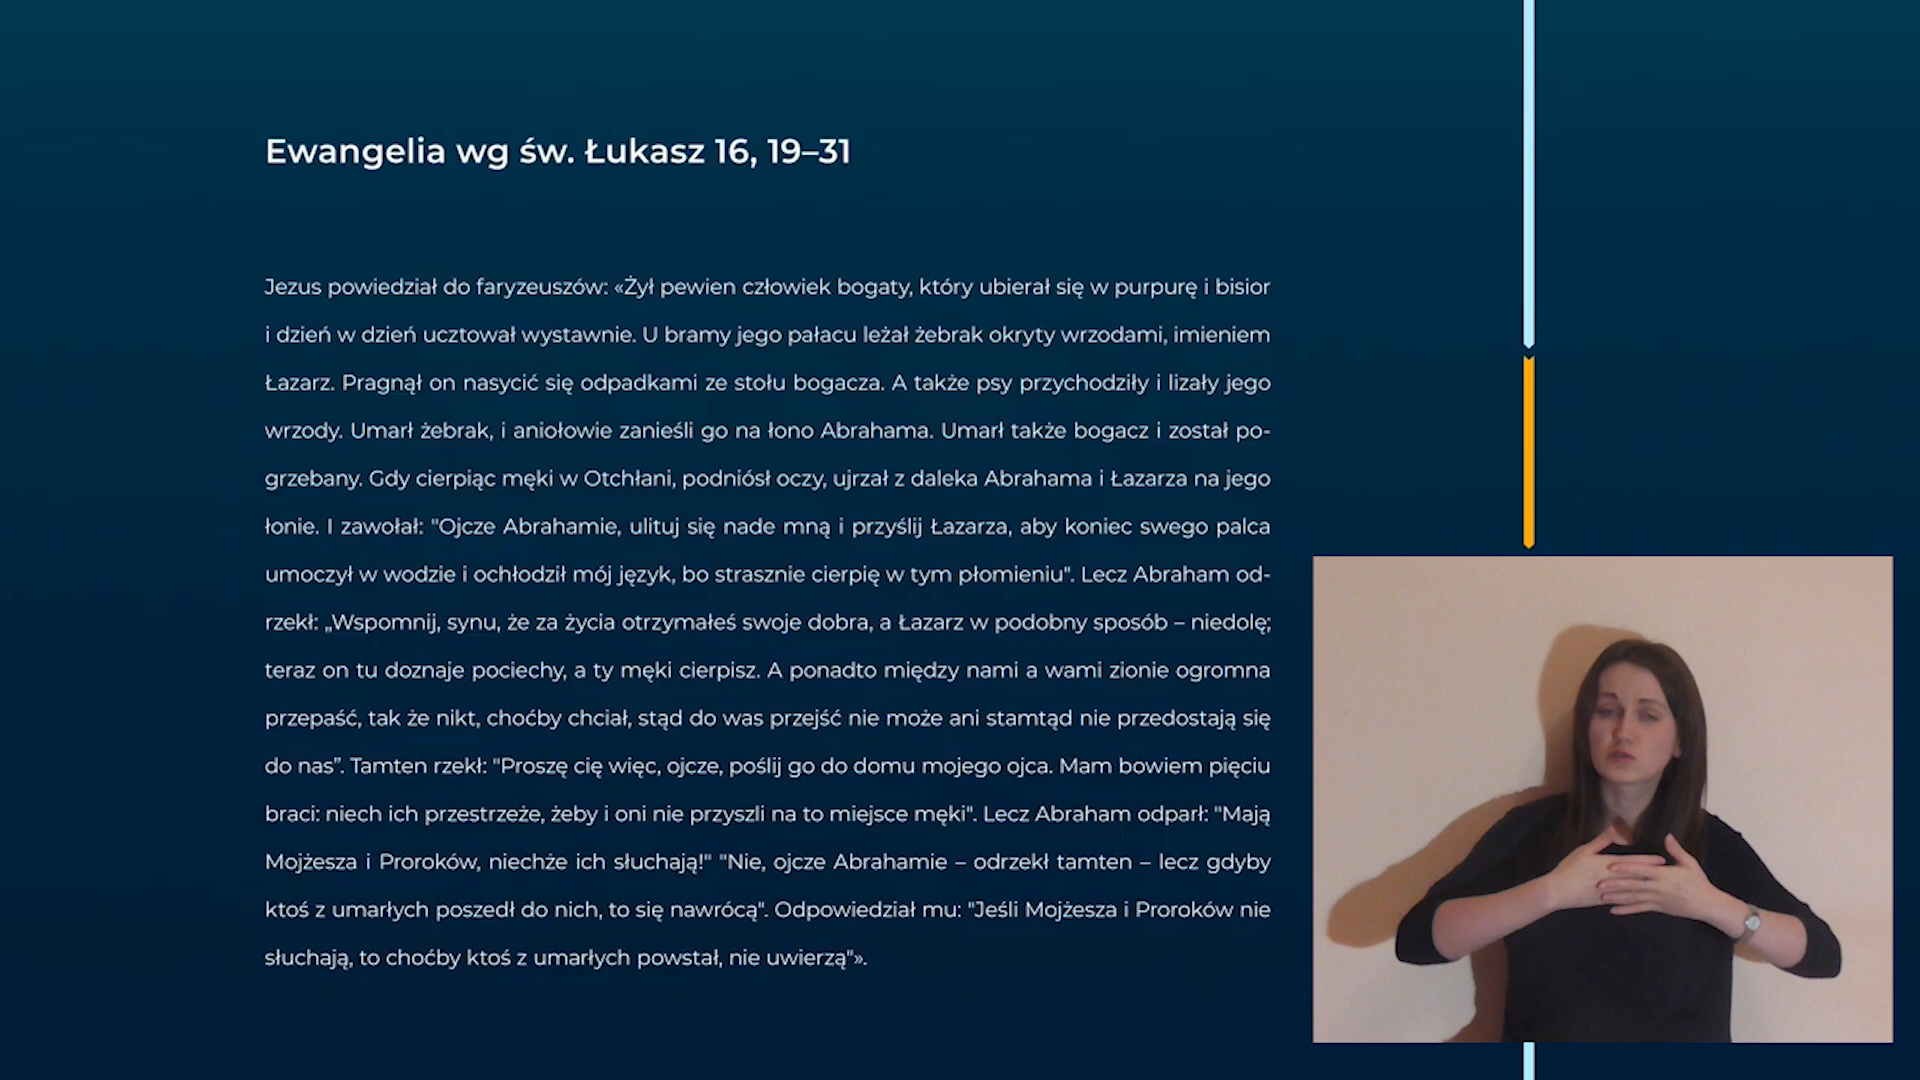 Ewangelia wg św. Łukasz 16, 19–31
Jezus powiedział do faryzeuszów: «Żył pewien człowiek bogaty, który ubierał się w purpurę i bisior
i dzień w dzień ucztował wystawnie. U bramy jego pałacu leżał żebrak okryty wrzodami, imieniem
Łazarz. Pragnął on nasycić się odpadkami ze stołu bogacza. A także psy przychodziły i lizały jego
wrzody. Umarł żebrak, i aniołowie zanieśli go na łono Abrahama. Umarł także bogacz i został po-
grzebany. Gdy cierpiąc męki w Otchłani, podniósł oczy, ujrzał z daleka Abrahama i Łazarza na jego
łonie. I zawołał: "Ojcze Abrahamie, ulituj się nade mną i przyślij Łazarza, aby koniec swego palca
umoczył w wodzie i ochłodził mój język, bo strasznie cierpię w tym płomieniu". Lecz Abraham od-
rzekł: „Wspomnij, synu, że za życia otrzymałeś swoje dobra, a Łazarz w podobny sposób – niedolę;
teraz on tu doznaje pociechy, a ty męki cierpisz. A ponadto między nami a wami zionie ogromna
przepaść, tak że nikt, choćby chciał, stąd do was przejść nie może ani stamtąd nie przedostają się
do nas”. Tamten rzekł: "Proszę cię więc, ojcze, poślij go do domu mojego ojca. Mam bowiem pięciu
braci: niech ich przestrzeże, żeby i oni nie przyszli na to miejsce męki". Lecz Abraham odparł: "Mają
Mojżesza i Proroków, niechże ich słuchają!" "Nie, ojcze Abrahamie – odrzekł tamten – lecz gdyby
ktoś z umarłych poszedł do nich, to się nawrócą". Odpowiedział mu: "Jeśli Mojżesza i Proroków nie
słuchają, to choćby ktoś z umarłych powstał, nie uwierzą"».